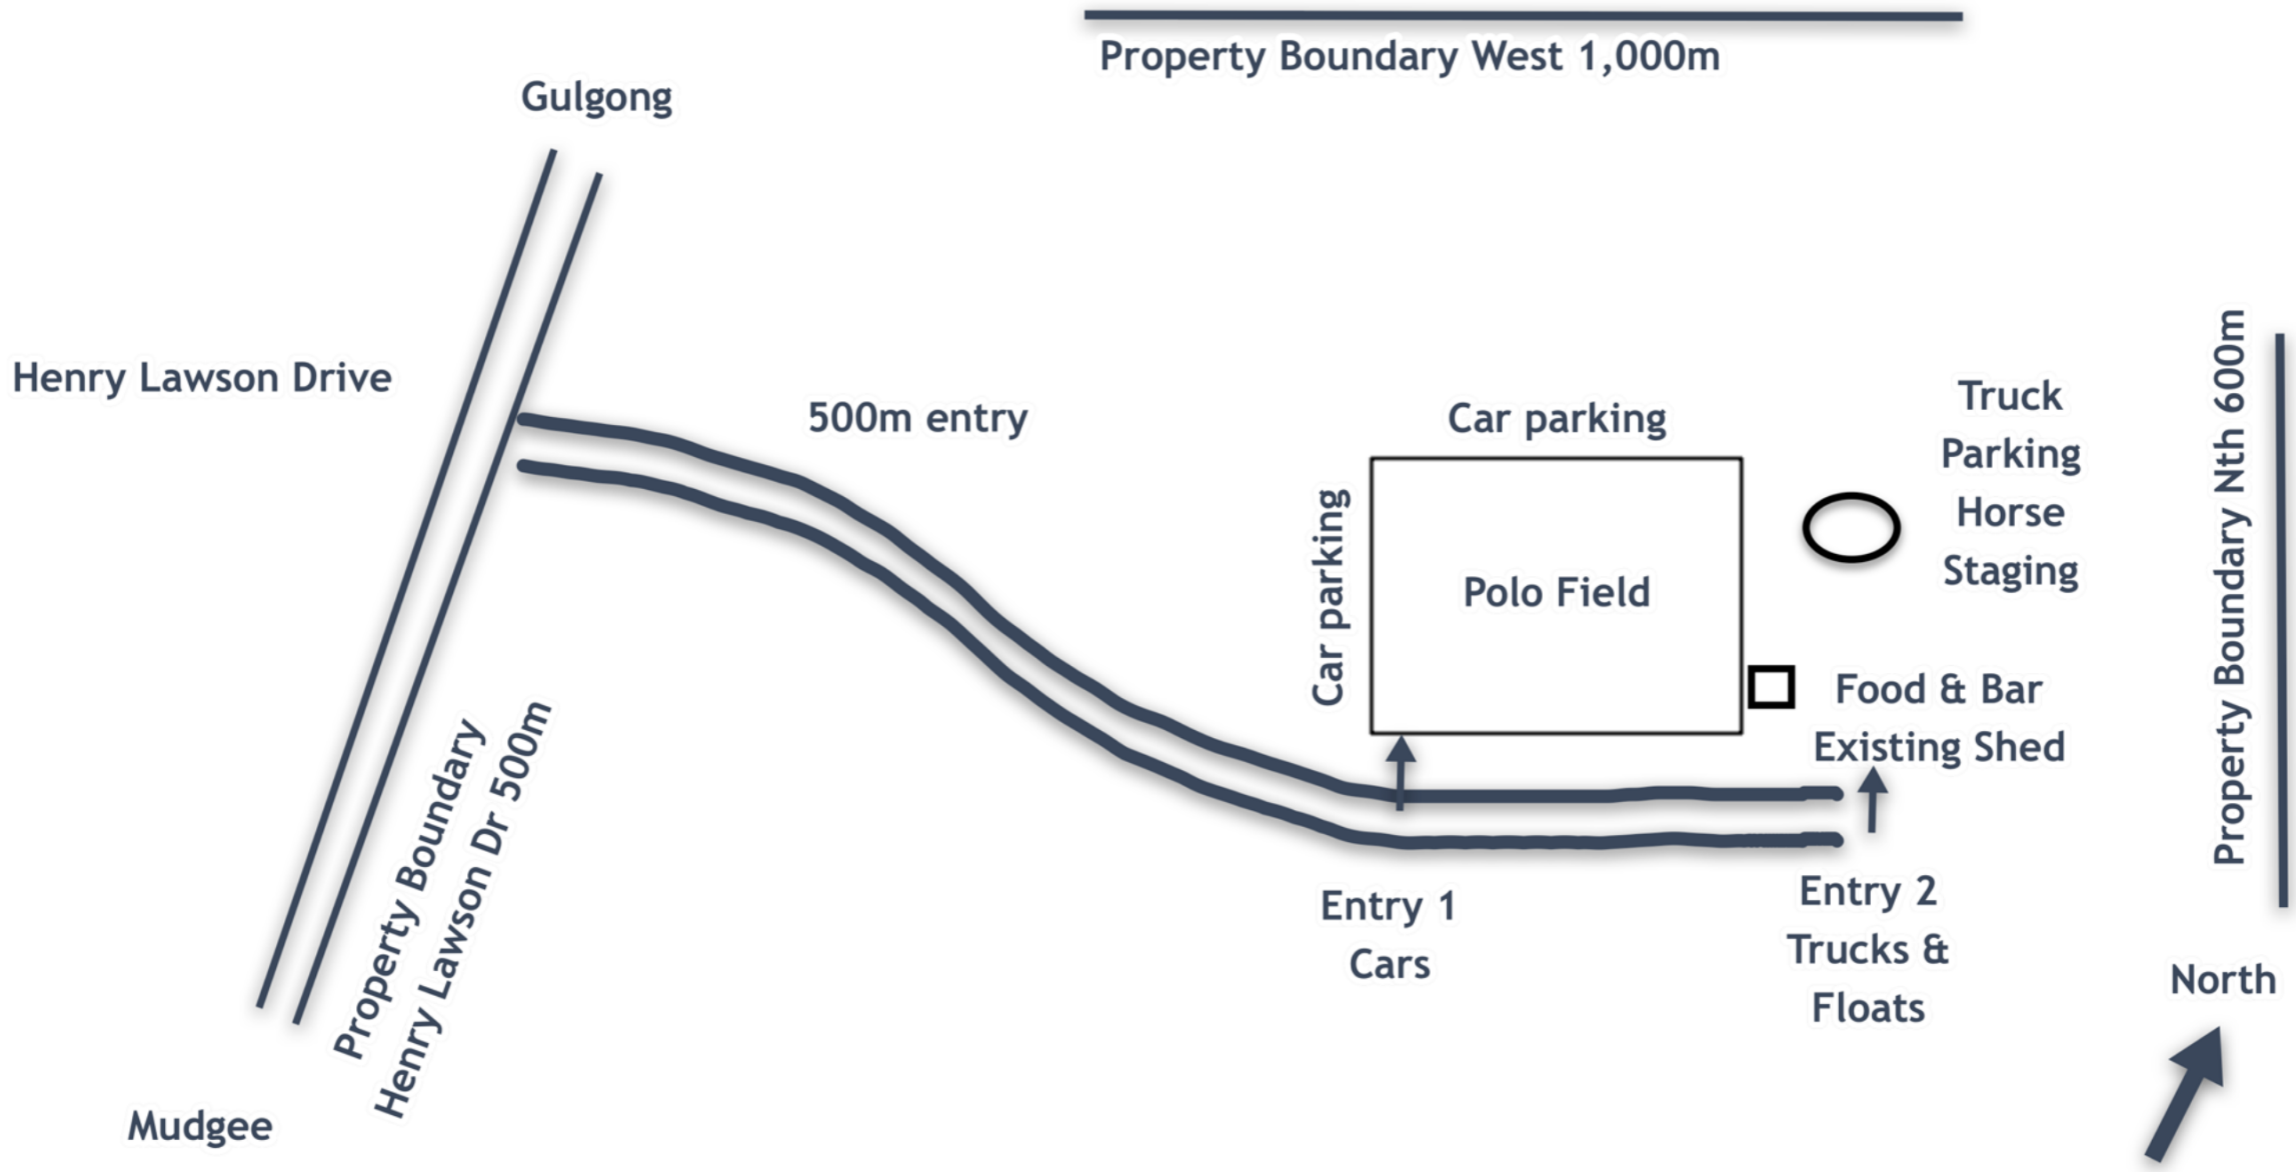 Property Boundary West 1,000m
Gulgong
Henry Lawson Drive
500m entry
Car parking
Car parking
Polo Field
Truck
Parking
Horse
Staging
Property Boundary Nth 600m
Food & Bar
Existing Shed
Property Boundary
Henry Lawson Dr 500m
Entry 1
Cars
Entry 2
Trucks &
Floats
North
Mudgee